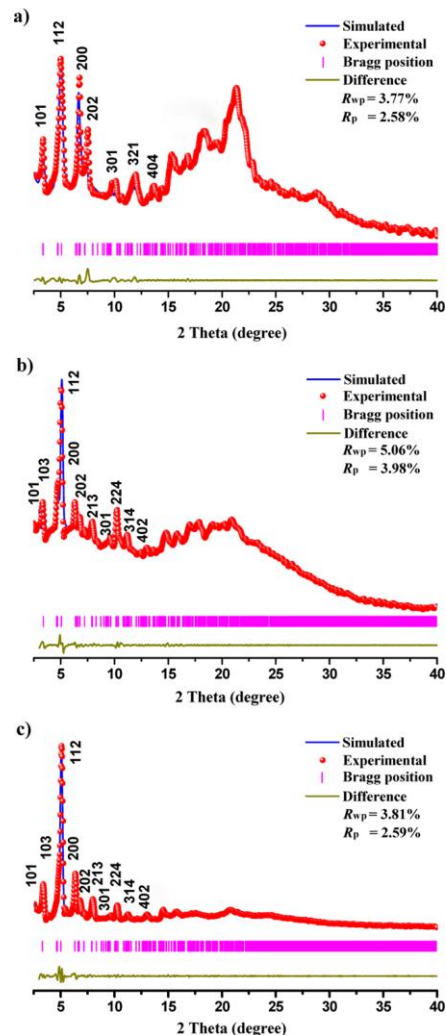 a)
112
200
202
101
301
321
404
Simulated
Experimental
Bragg position
Difference
Rwp = 3.77%
Rp = 2.58%
5 10 15 20 25 30 35 40
2 Theta (degree)
b)
112
200
101
103
202
213
301
224
314
402
Simulated
Experimental
Bragg position
Difference
Rwp = 5.06%
Rp = 3.98%
5 10 15 20 25 30 35 40
2 Theta (degree)
c)
112
101
103
200
202
213
301
224
314
402
Simulated
Experimental
Bragg position
Difference
Rwp = 3.81%
Rp = 2.59%
5 10 15 20 25 30 35 40
2 Theta (degree)